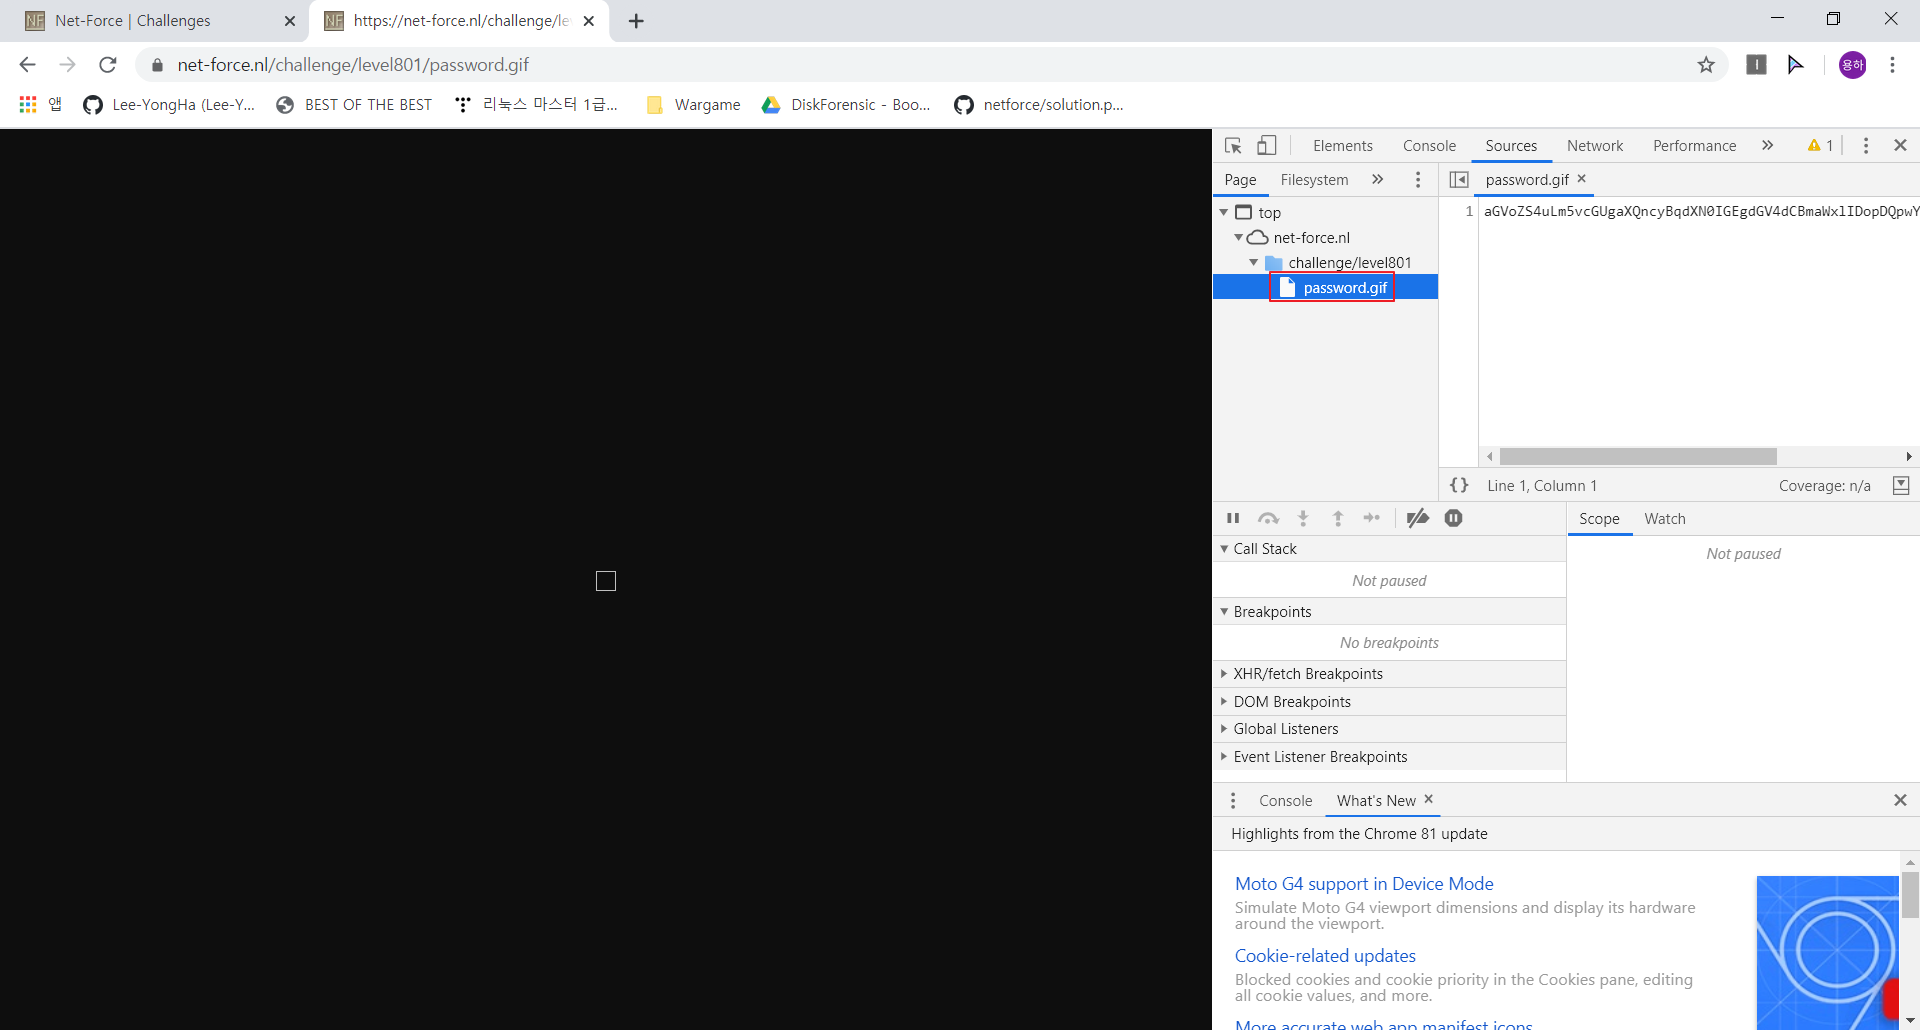 Net-Force | Challenges
https://net-force.nl/challenge/le
net-force.nl/challenge/level801/password.gif
용하
앱
Lee-YongHa (Lee-Y...
BEST OF THE BEST
리눅스 마스터 1급...
Wargame
DiskForensic - Boo...
netforce/solution.p...
Elements
Console
Sources
Network
Performance
1
Page
Filesystem
password.gif
top
net-force.nl
challenge/level801
password.gif
1
aGVoZS4uLm5vcGUgaXQncyBqdXN0IGEgdGV4dCBmaWxlIDopDQpwY
{}
Line 1, Column 1
Coverage: n/a
Scope
Watch
Call Stack
Not paused
Not paused
Breakpoints
No breakpoints
XHR/fetch Breakpoints
DOM Breakpoints
Global Listeners
Event Listener Breakpoints
Console
What's New
Highlights from the Chrome 81 update
Moto G4 support in Device Mode
Simulate Moto G4 viewport dimensions and display its hardware
around the viewport.
Cookie-related updates
Blocked cookies and cookie priority in the Cookies pane, editing
all cookie values, and more.
More accurate web app manifest icons